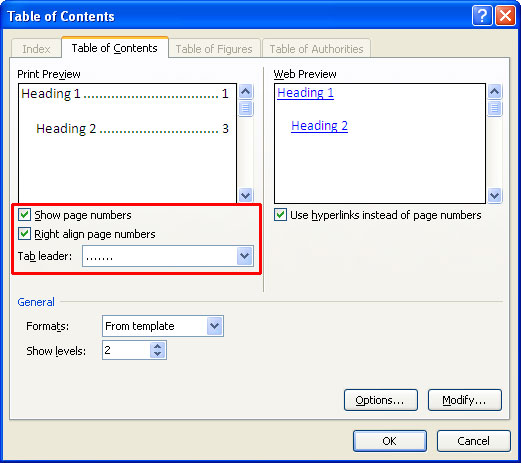 Table of Contents
Index Table of Contents Table of Figures Table of Authorities
Print Preview
Heading 1 ........................... 1
Heading 2 ........................ 3
Show page numbers
Right align page numbers
Tab leader: .......
Web Preview
Heading 1
Heading 2
Use hyperlinks instead of page numbers
General
Formats: From template
Show levels: 2
Options... Modify...
OK Cancel